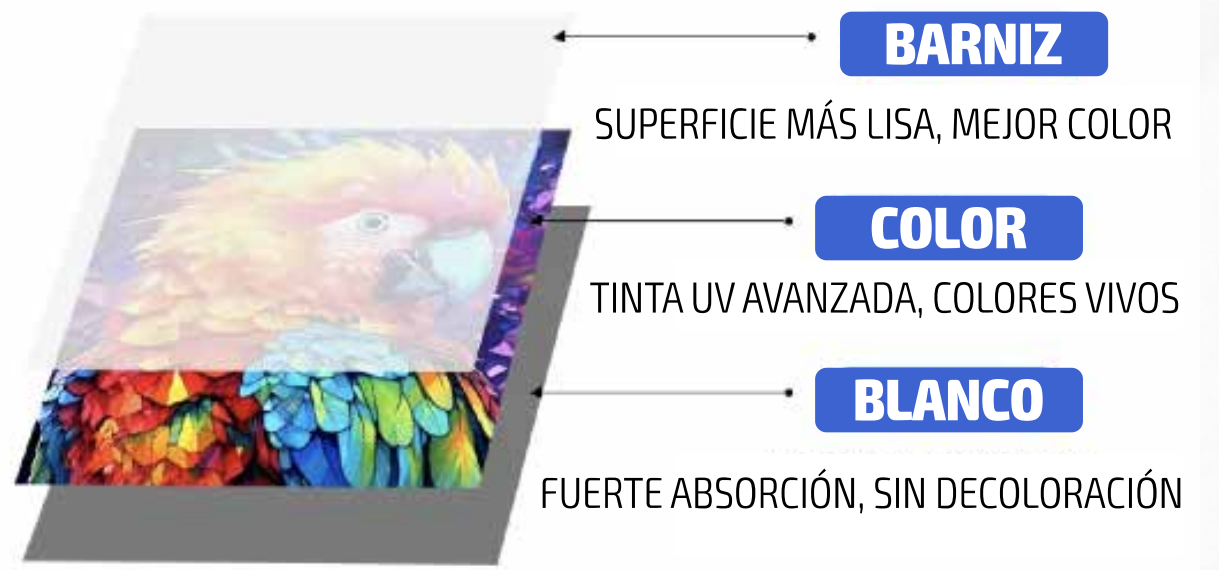 BARNIZ
SUPERFICIE MÁS LISA, MEJOR COLOR
COLOR
TINTA UV AVANZADA, COLORES VIVOS
BLANCO
FUERTE ABSORCIÓN, SIN DECOLORACIÓN